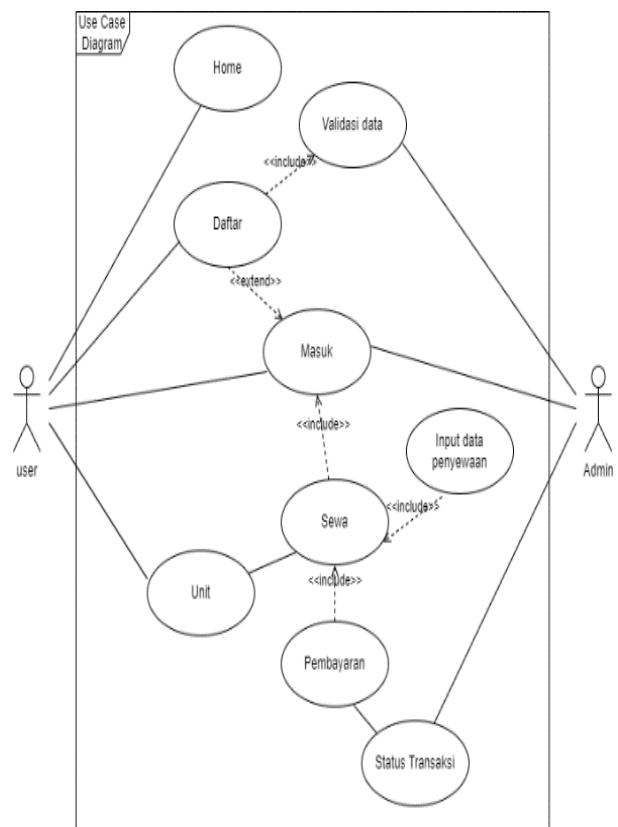 Use Case
Diagram
Home
Validasi data
<<include>>
Daftar
<<extend>>
Masuk
<<include>>
Input data
penyewaan
user
Admin
<<include>>
Sewa
<<include>>
Unit
Pembayaran
Status Transaksi